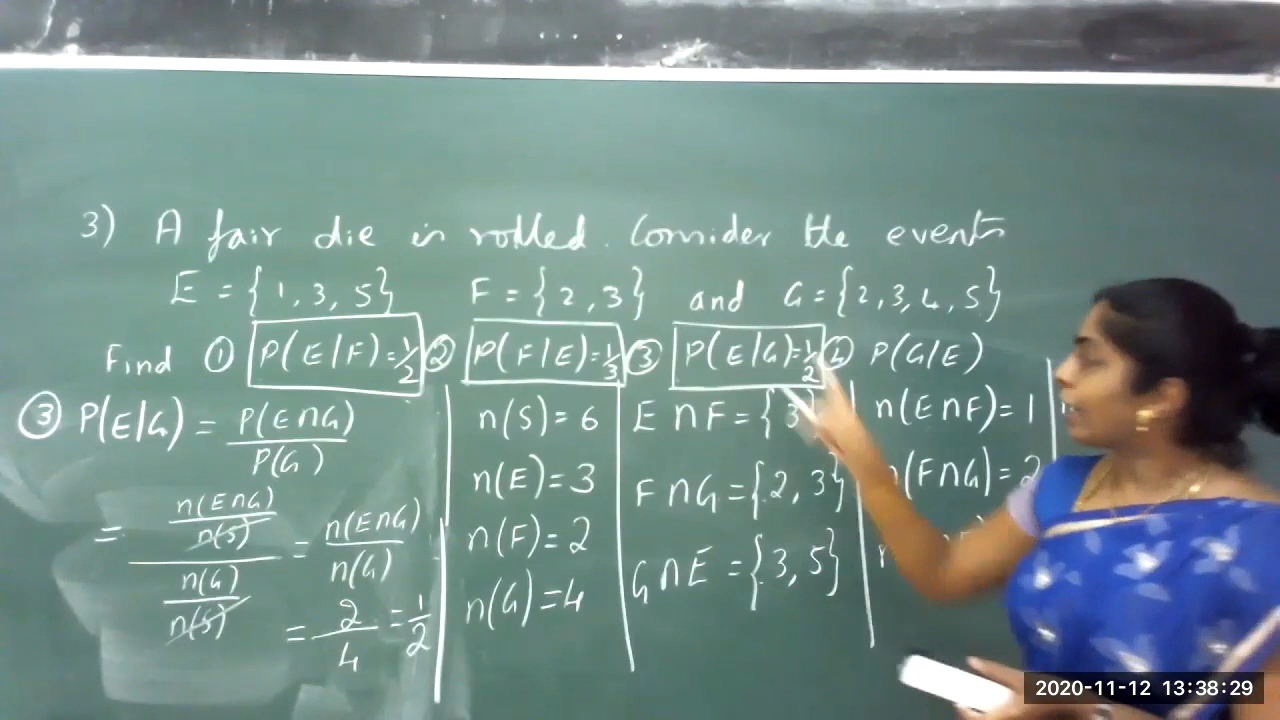 3) A fair die is rolled. Consider the events
E = {1, 3, 5} F = {2, 3} and G = {2, 3, 4, 5}
Find ① P(E/F) = 1/2 ② P(F/E) = 1/3 ③ P(E/G) = 1/2 P(G/E)
③ P(E/G) = P(E∩G)/P(G)
= (n(E∩G)/n(S))/(n(G)/n(S)) = n(E∩G)/n(G)
= 2/4 = 1/2
n(S) = 6
n(E) = 3
n(F) = 2
n(G) = 4
E ∩ F = {3
F ∩ G = {2, 3}
G ∩ E = {3, 5}
n(E∩F) = 1
(F∩G) = 2
2020-11-12 13:38:29